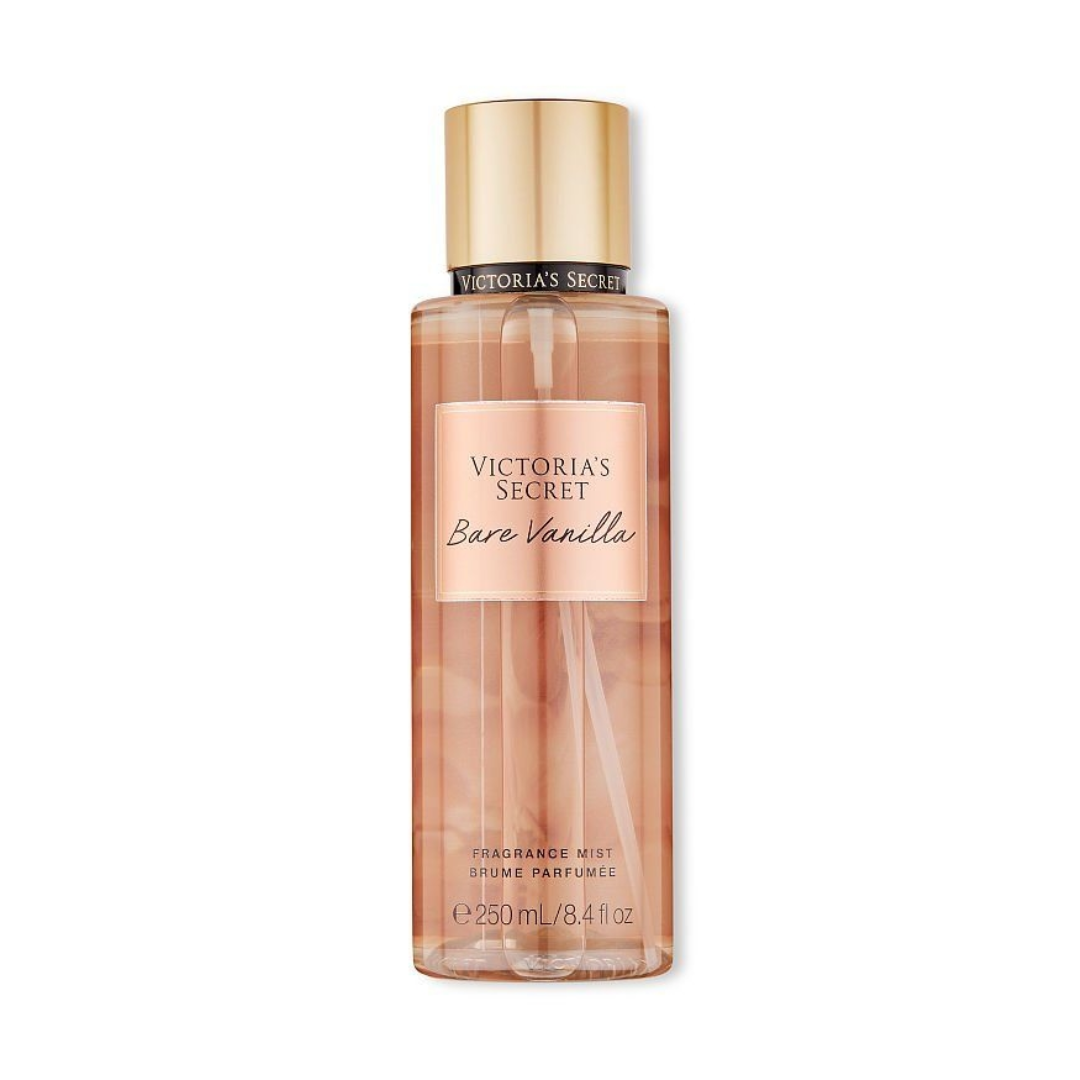 VICTORIA'S SECRET
VICTORIA'S
SECRET
Bare Vanilla
FRAGRANCE MIST
BRUME PARFUMÉE
℮250 mL/8.4 fl oz